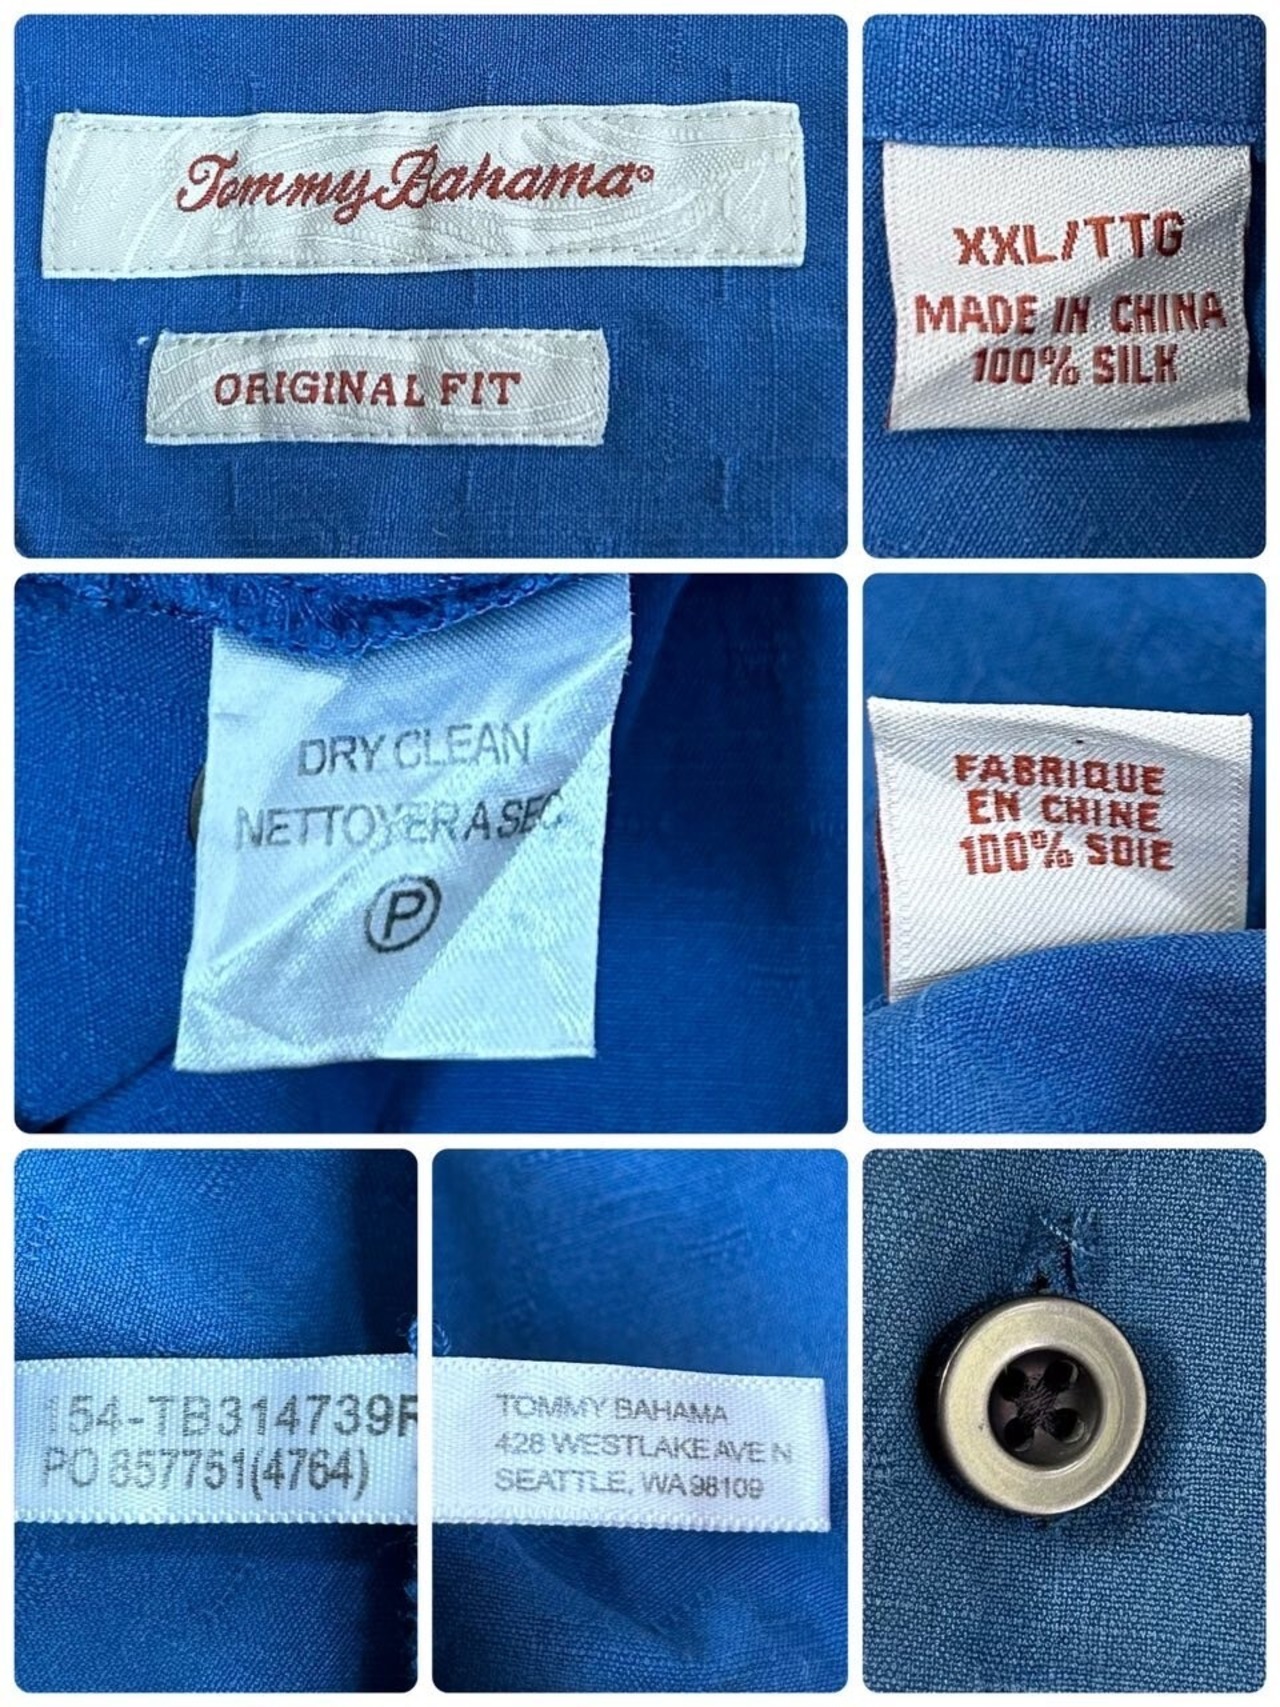 Tommy Bahama®
ORIGINAL FIT
XXL/TTG
MADE IN CHINA
100% SILK
DRY CLEAN
NETTOYER A SEC
P
FABRIQUE
EN CHINE
100% SOIE
154-TB314739F
PO 857751(4764)
TOMMY BAHAMA
428 WESTLAKE AVE N
SEATTLE, WA 98109